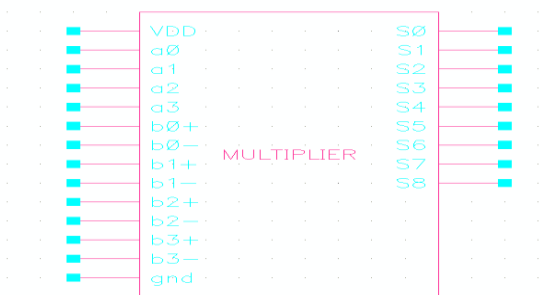 VDD S0
a0 S1
a1 S2
a2 S3
a3 S4
b0+ S5
b0- S6
MULTIPLIER
b1+ S7
b1- S8
b2+
b2-
b3+
b3-
gnd